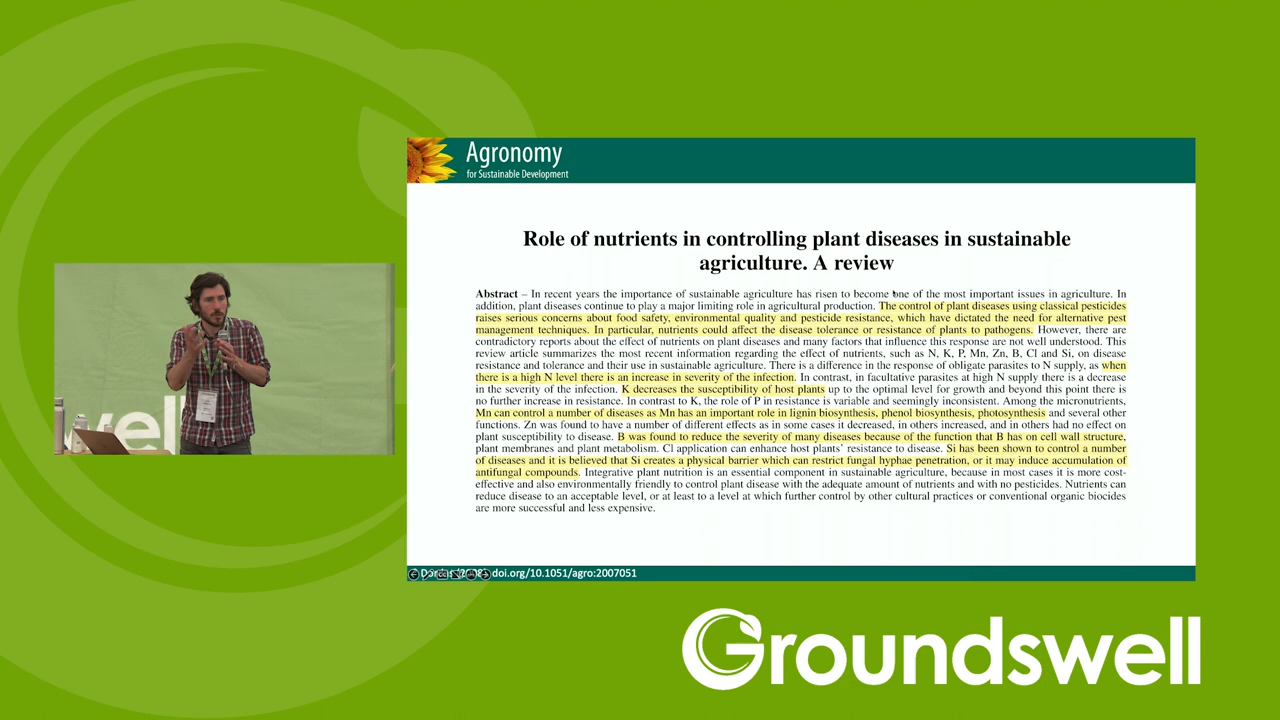 Agronomy
for Sustainable Development
Role of nutrients in controlling plant diseases in sustainable
agriculture. A review
Abstract – In recent years the importance of sustainable agriculture has risen to become one of the most important issues in agriculture. In
addition, plant diseases continue to play a major limiting role in agricultural production. The control of plant diseases using classical pesticides
raises serious concerns about food safety, environmental quality and pesticide resistance, which have dictated the need for alternative pest
management techniques. In particular, nutrients could affect the disease tolerance or resistance of plants to pathogens. However, there are
contradictory reports about the effect of nutrients on plant diseases and many factors that influence this response are not well understood. This
review article summarizes the most recent information regarding the effect of nutrients, such as N, K, P, Mn, Zn, B, Cl and Si, on disease
resistance and tolerance and their use in sustainable agriculture. There is a difference in the response of obligate parasites to N supply, as when
there is a high N level there is an increase in severity of the infection. In contrast, in facultative parasites at high N supply there is a decrease
in the severity of the infection. K decreases the susceptibility of host plants up to the optimal level for growth and beyond this point there is
no further increase in resistance. In contrast to K, the role of P in resistance is variable and seemingly inconsistent. Among the micronutrients,
Mn can control a number of diseases as Mn has an important role in lignin biosynthesis, phenol biosynthesis, photosynthesis and several other
functions. Zn was found to have a number of different effects as in some cases it decreased, in others increased, and in others had no effect on
plant susceptibility to disease. B was found to reduce the severity of many diseases because of the function that B has on cell wall structure,
plant membranes and plant metabolism. Cl application can enhance host plants' resistance to disease. Si has been shown to control a number
of diseases and it is believed that Si creates a physical barrier which can restrict fungal hyphae penetration, or it may induce accumulation of
antifungal compounds. Integrative plant nutrition is an essential component in sustainable agriculture, because in most cases it is more cost-
effective and also environmentally friendly to control plant disease with the adequate amount of nutrients and with no pesticides. Nutrients can
reduce disease to an acceptable level, or at least to a level at which further control by other cultural practices or conventional organic biocides
are more successful and less expensive.
doi.org/10.1051/agro:2007051
well
Groundswell